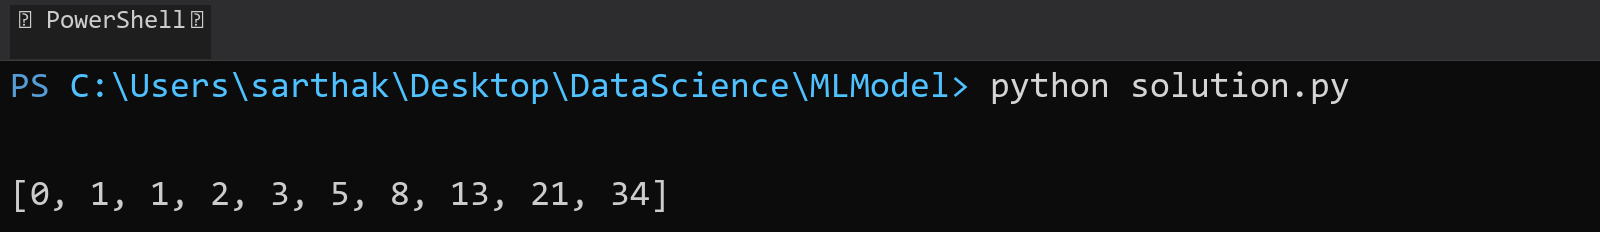 PowerShell
PS C:\Users\sarthak\Desktop\DataScience\MLModel> python solution.py
[0, 1, 1, 2, 3, 5, 8, 13, 21, 34]